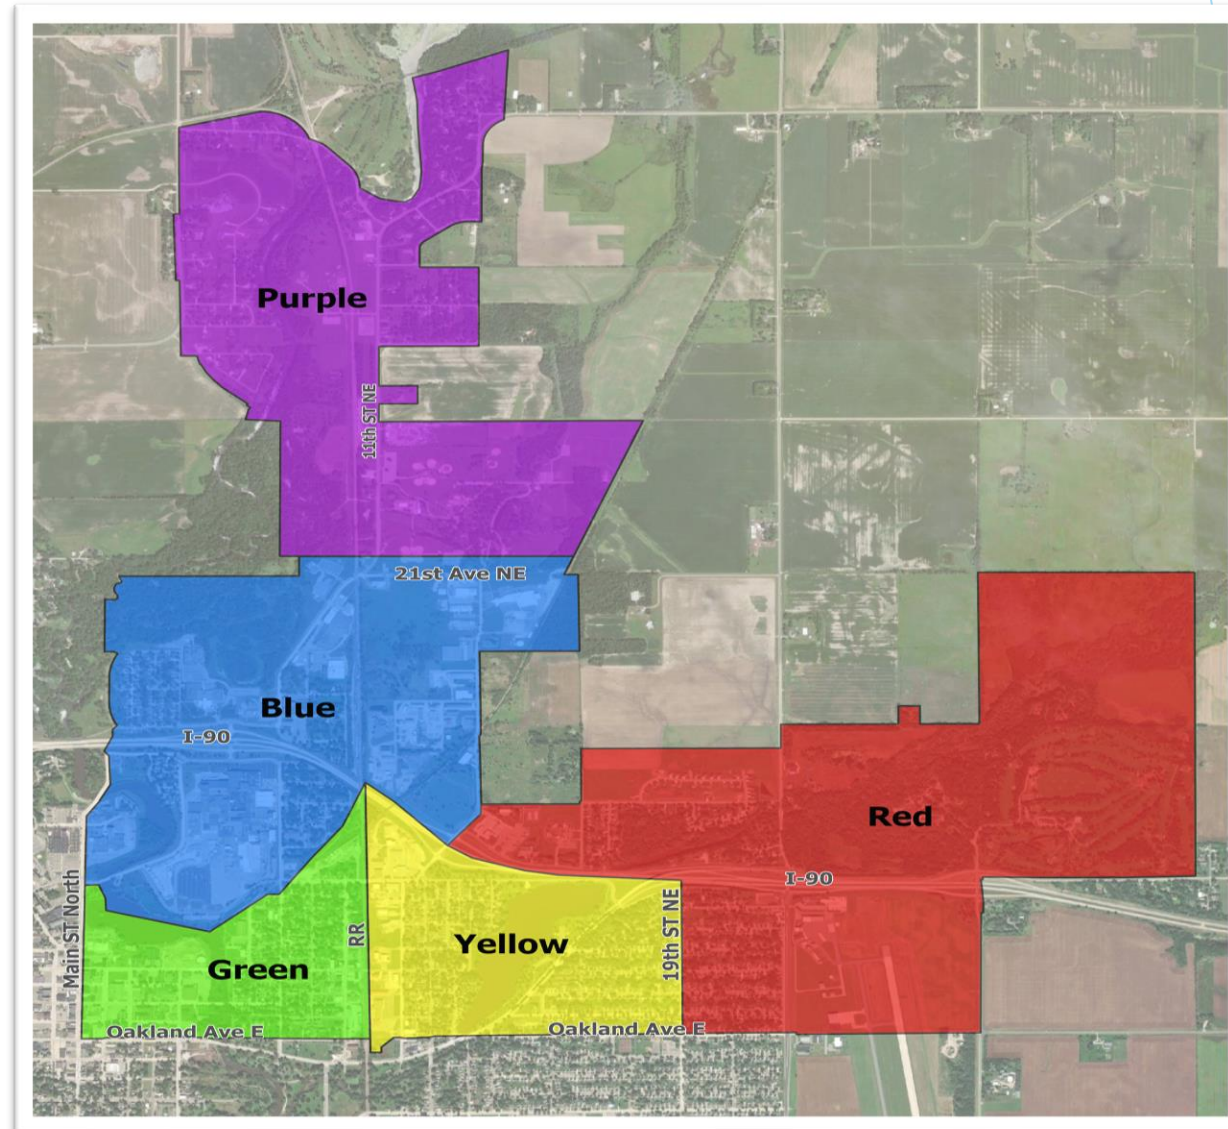 Purple
11th ST NE
21st Ave NE
Blue
I-90
Red
I-90
Main ST North
RR
19th ST NE
Yellow
Green
Oakland Ave E
Oakland Ave E